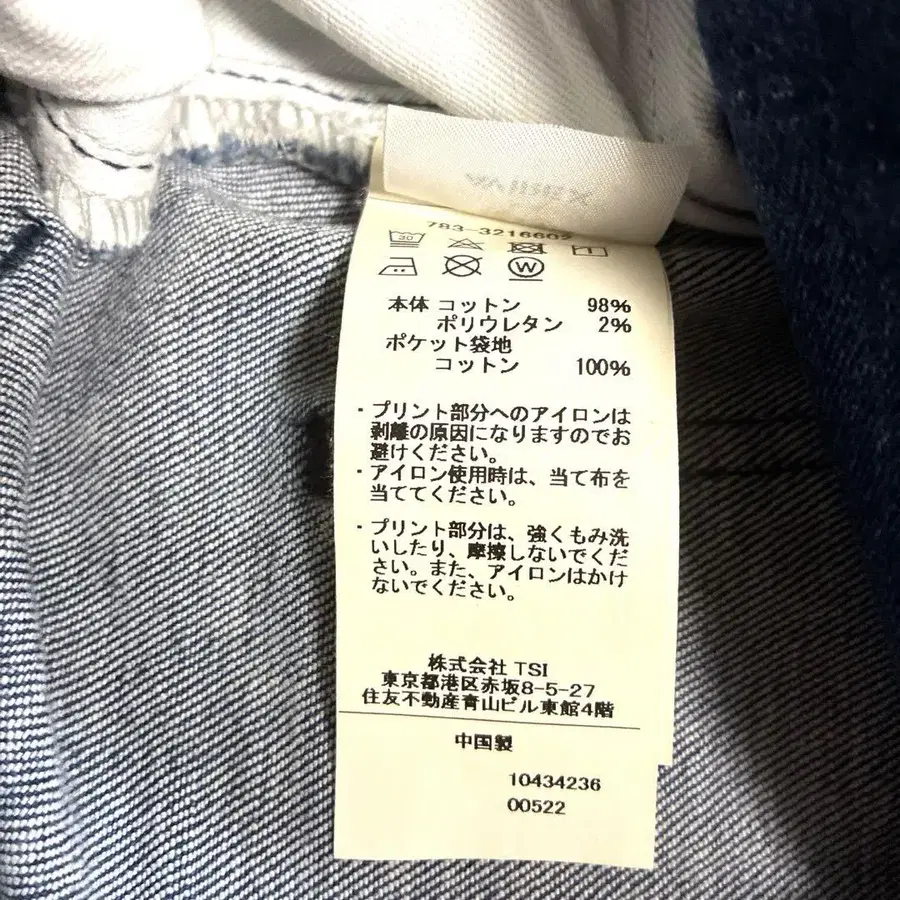 783-3216602
30
W
本体 コットン 98%
ポリウレタン 2%
ポケット袋地
コットン 100%
・プリント部分へのアイロンは
剥離の原因になりますのでお
避けください。
・アイロン使用時は、当て布を
当ててください。
・プリント部分は、強くもみ洗
いしたり、摩擦しないでくだ
さい。また、アイロンはかけ
ないでください。
株式会社 TSI
東京都港区赤坂8-5-27
住友不動産青山ビル東館4階
中国製
10434236
00522